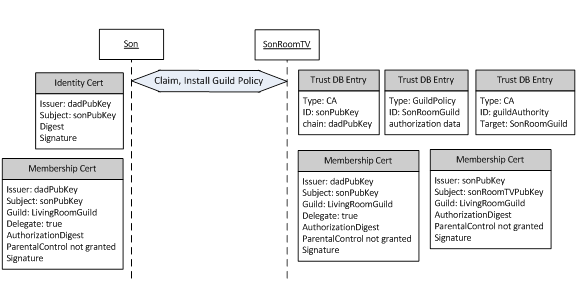 Son
SonRoomTV
Claim, Install Guild Policy
Identity Cert
Issuer: dadPubKey
Subject: sonPubKey
Digest
Signature
Trust DB Entry
Type: CA
ID: sonPubKey
chain: dadPubKey
Trust DB Entry
Type: GuildPolicy
ID: SonRoomGuild
authorization data
Trust DB Entry
Type: CA
ID: guildAuthority
Target: SonRoomGuild
Membership Cert
Issuer: dadPubKey
Subject: sonPubKey
Guild: LivingRoomGuild
Delegate: true
AuthorizationDigest
ParentalControl not granted
Signature
Membership Cert
Issuer: dadPubKey
Subject: sonPubKey
Guild: LivingRoomGuild
Delegate: true
AuthorizationDigest
ParentalControl not granted
Signature
Membership Cert
Issuer: sonPubKey
Subject: sonRoomTVPubKey
Guild: LivingRoomGuild
AuthorizationDigest
ParentalControl not granted
Signature